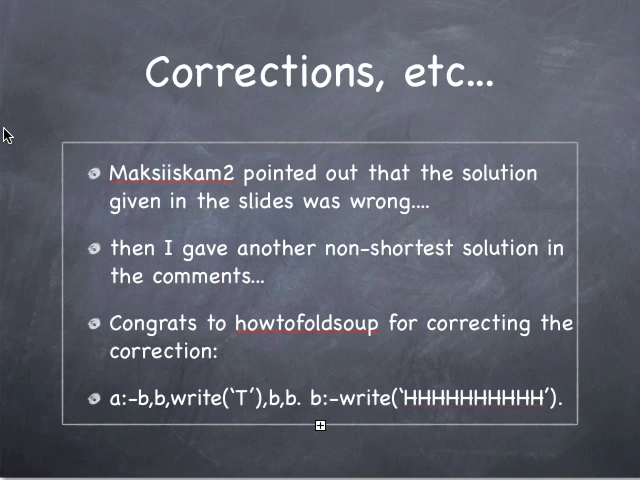 Corrections, etc...
Maksiiskam2 pointed out that the solution
given in the slides was wrong....
then I gave another non-shortest solution in
the comments...
Congrats to howtofoldsoup for correcting the
correction:
a:-b,b,write(‘T’),b,b. b:-write(‘HHHHHHHHHH’).